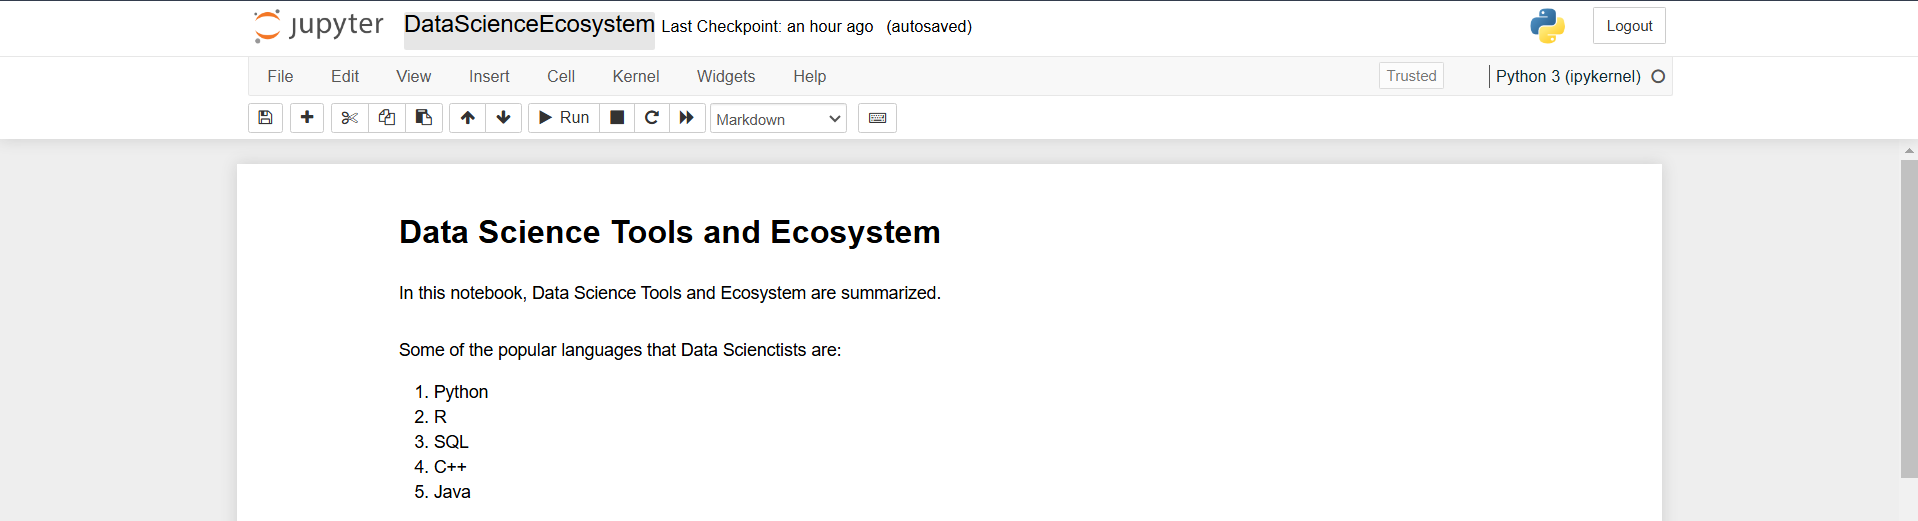 jupyter DataScienceEcosystem Last Checkpoint: an hour ago (autosaved) Logout
File Edit View Insert Cell Kernel Widgets Help Trusted Python 3 (ipykernel)
Run Markdown
Data Science Tools and Ecosystem
In this notebook, Data Science Tools and Ecosystem are summarized.
Some of the popular languages that Data Scienctists are:
1. Python
2. R
3. SQL
4. C++
5. Java